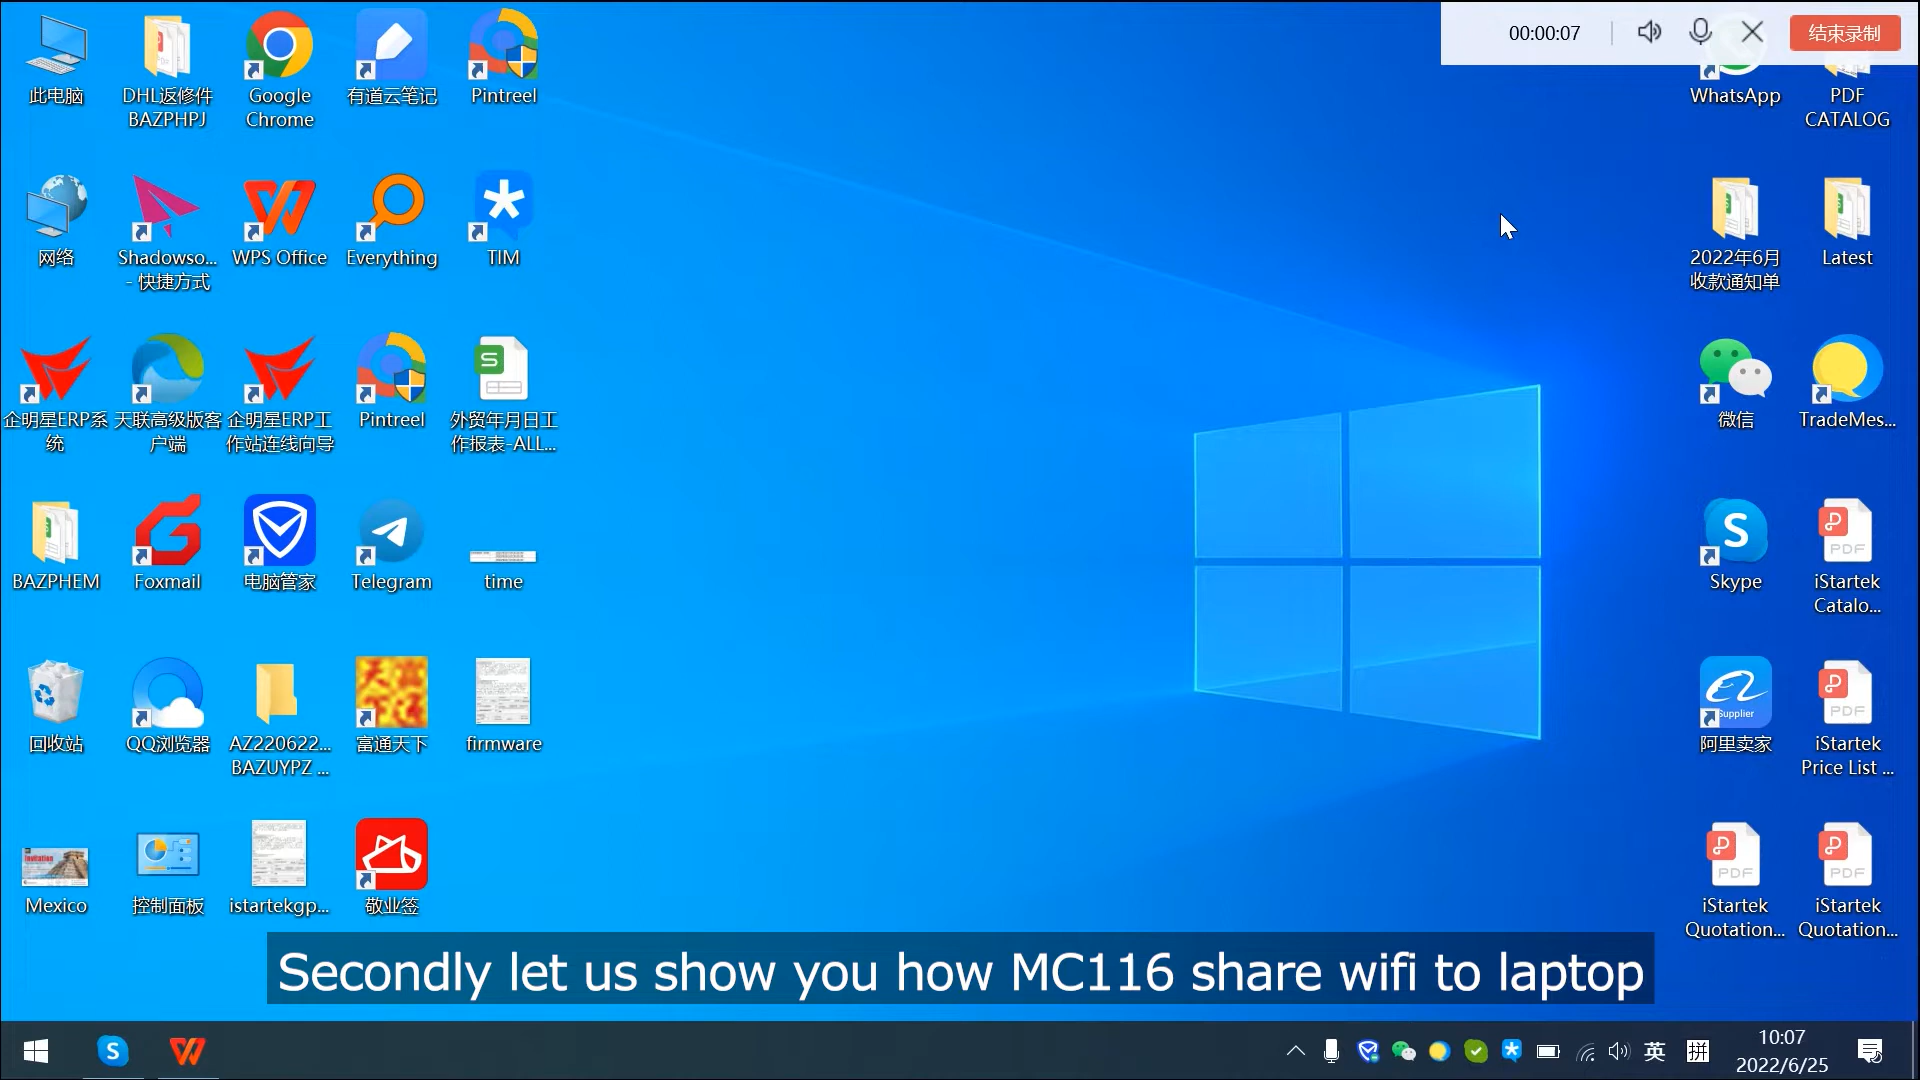 00:00:07
结束录制
此电脑
DHL返修件
BAZPHPJ
Google
Chrome
有道云笔记
Pintreel
WhatsApp
PDF
CATALOG
网络
Shadowso...
- 快捷方式
WPS Office
Everything
TIM
2022年6月
收款通知单
Latest
企明星ERP系
统
天联高级版客
户端
企明星ERP工
作站连线向导
Pintreel
S
外贸年月日工
作报表-ALL...
微信
TradeMes...
BAZPHEM
Foxmail
电脑管家
Telegram
time
S
Skype
PDF
iStartek
Catalo...
回收站
QQ浏览器
AZ220622...
BAZUYPZ ...
富通天下
firmware
Supplier
阿里卖家
PDF
iStartek
Price List ...
Invitation
Mexico
控制面板
istartekgp...
敬业签
PDF
iStartek
Quotation...
PDF
iStartek
Quotation...
Secondly let us show you how MC116 share wifi to laptop
S
英
拼
10:07
2022/6/25